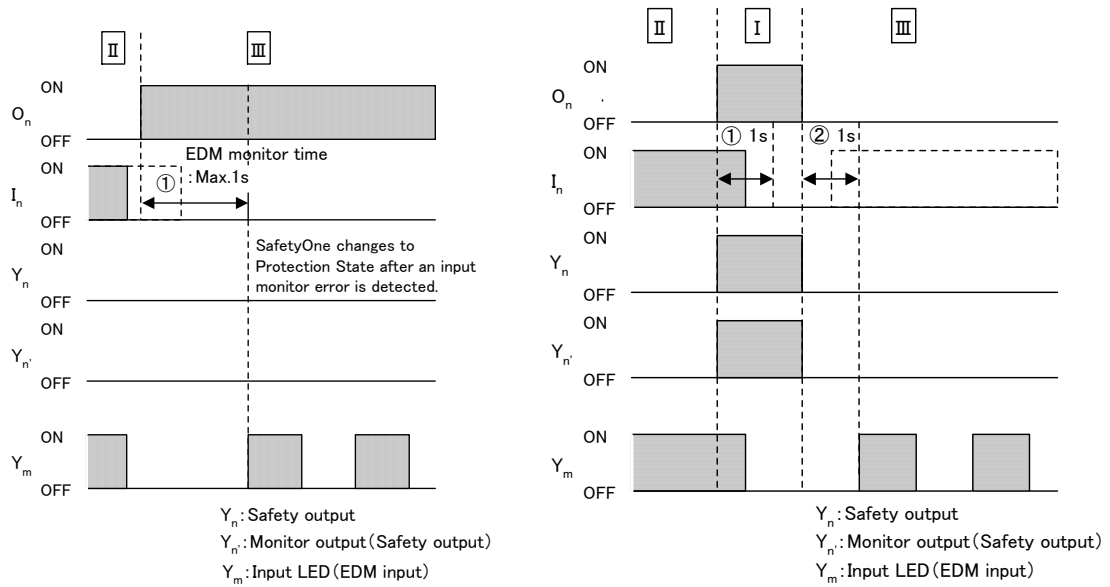 Ⅱ Ⅲ
ON
Oₙ
OFF
EDM monitor time
① : Max.1s
ON
Iₙ
OFF
SafetyOne changes to
Protection State after an input
monitor error is detected.
ON
Yₙ
OFF
ON
Yₙ'
OFF
ON
Yₘ
OFF
Yₙ: Safety output
Yₙ': Monitor output (Safety output)
Yₘ: Input LED (EDM input)
Ⅱ Ⅰ Ⅲ
ON
Oₙ
OFF
① 1s ② 1s
ON
Iₙ
OFF
ON
Yₙ
OFF
ON
Yₙ'
OFF
ON
Yₘ
OFF
Yₙ: Safety output
Yₙ': Monitor output (Safety output)
Yₘ: Input LED (EDM input)